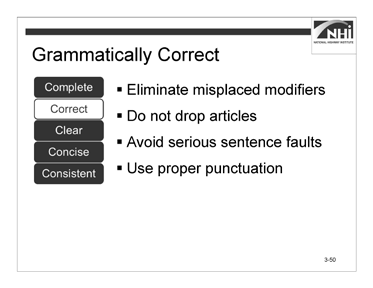 NHI
NATIONAL HIGHWAY INSTITUTE
Grammatically Correct
Complete
Correct
Clear
Concise
Consistent
▪ Eliminate misplaced modifiers
▪ Do not drop articles
▪ Avoid serious sentence faults
▪ Use proper punctuation
3-50